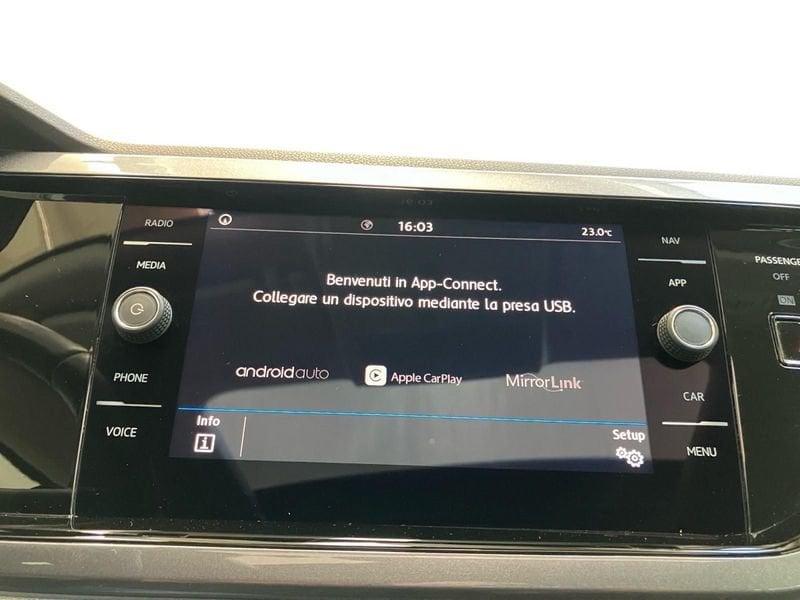 RADIO
MEDIA
PHONE
VOICE
16:03
23.0°C
Benvenuti in App-Connect.
Collegare un dispositivo mediante la presa USB.
androidauto
Apple CarPlay
MirrorLink
Info
i
Setup
NAV
APP
CAR
MENU
OFF
ON